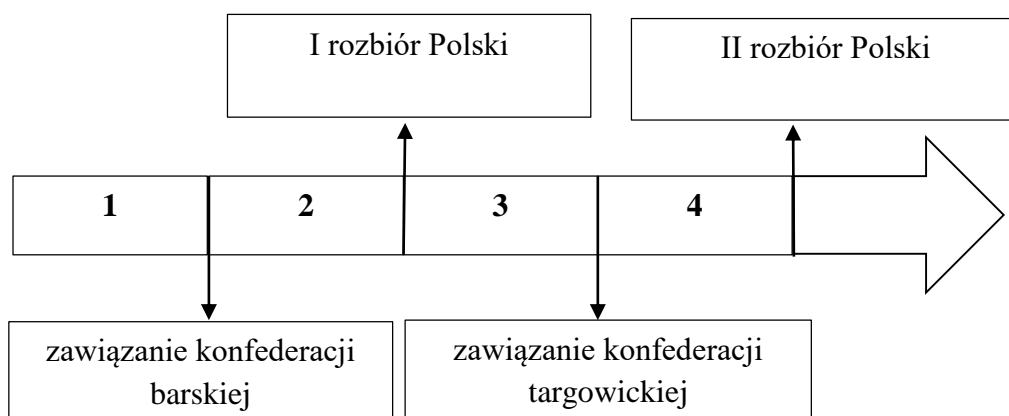 I rozbiór Polski
II rozbiór Polski
1
2
3
4
zawiązanie konfederacji
barskiej
zawiązanie konfederacji
targowickiej